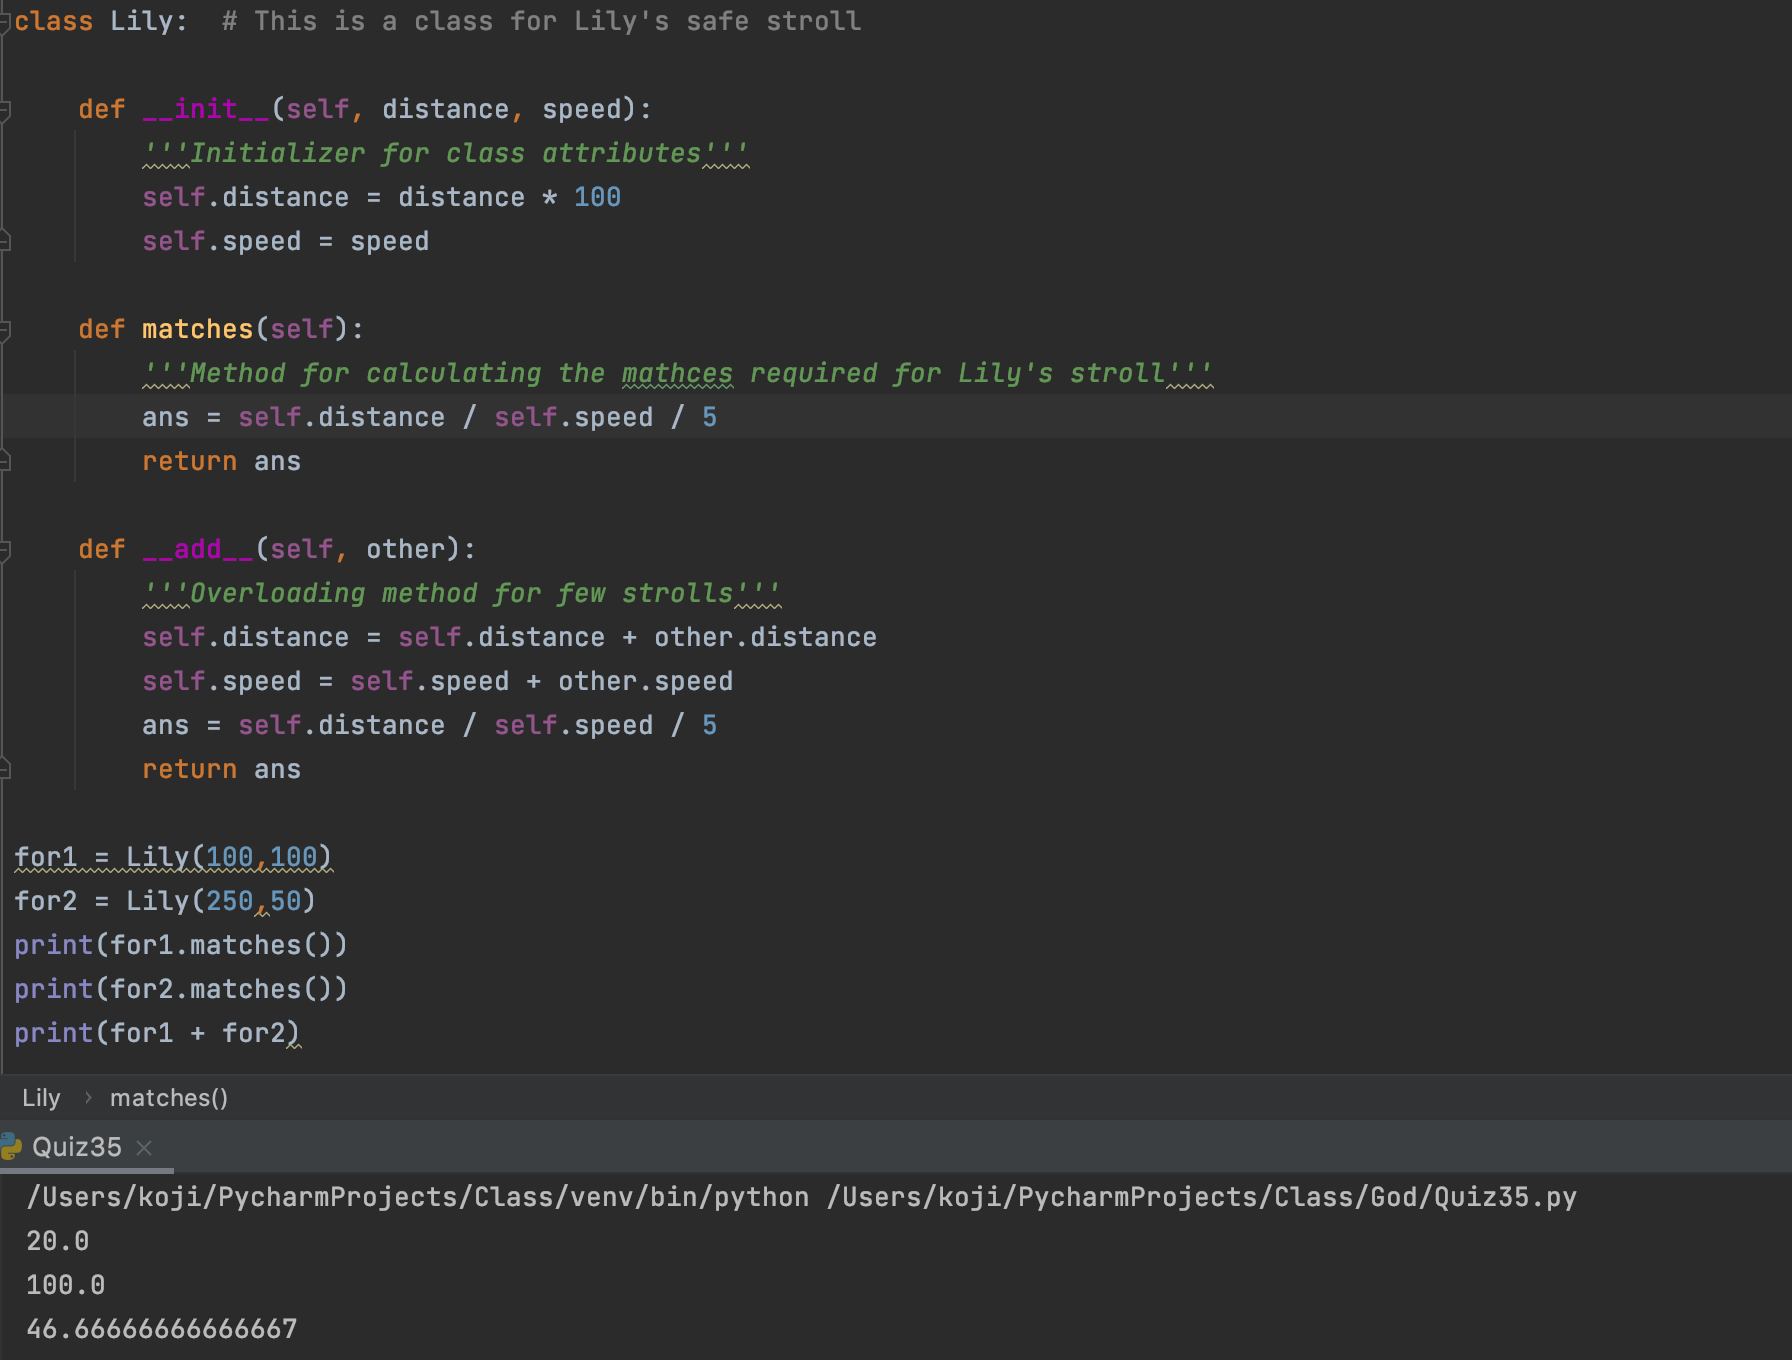 class Lily:  # This is a class for Lily's safe stroll
    def __init__(self, distance, speed):
        '''Initializer for class attributes'''
        self.distance = distance * 100
        self.speed = speed
    def matches(self):
        '''Method for calculating the mathces required for Lily's stroll'''
        ans = self.distance / self.speed / 5
        return ans
    def __add__(self, other):
        '''Overloading method for few strolls'''
        self.distance = self.distance + other.distance
        self.speed = self.speed + other.speed
        ans = self.distance / self.speed / 5
        return ans
for1 = Lily(100,100)
for2 = Lily(250,50)
print(for1.matches())
print(for2.matches())
print(for1 + for2)
Lily › matches()
Quiz35 ×
/Users/koji/PycharmProjects/Class/venv/bin/python /Users/koji/PycharmProjects/Class/God/Quiz35.py
20.0
100.0
46.66666666666667